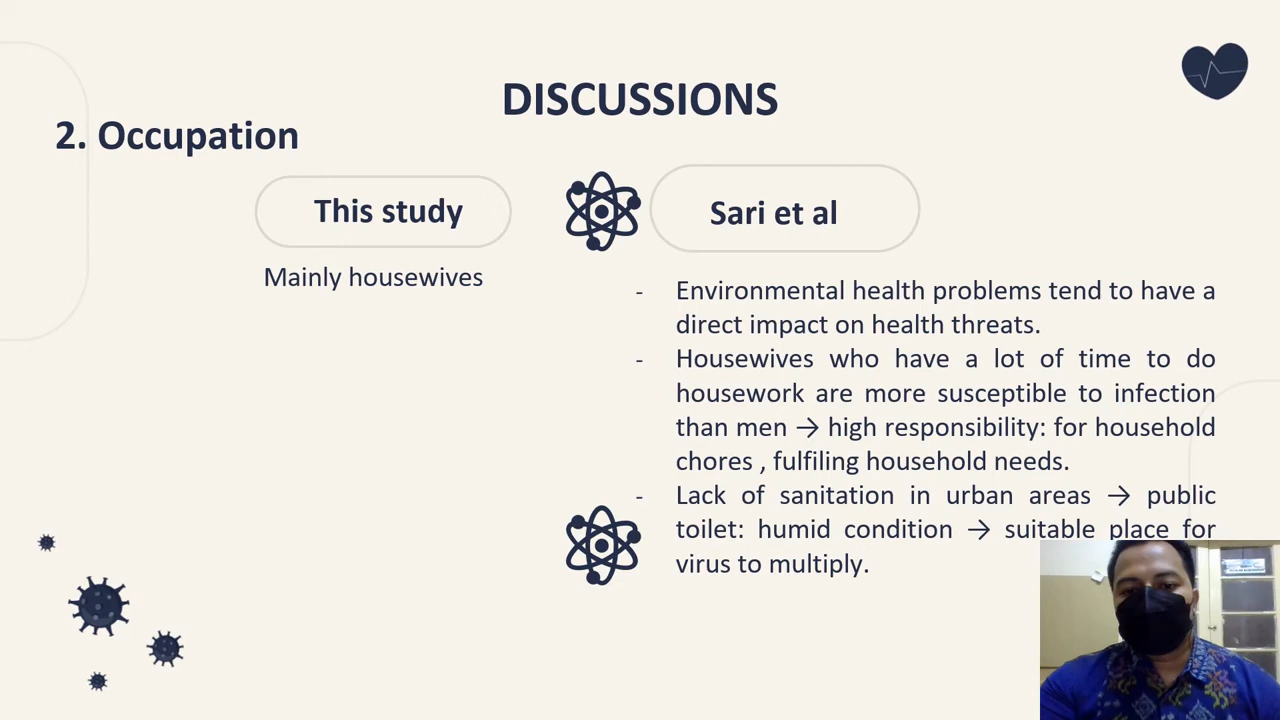 DISCUSSIONS
2. Occupation
This study
Mainly housewives
Sari et al
- Environmental health problems tend to have a
direct impact on health threats.
- Housewives who have a lot of time to do
housework are more susceptible to infection
than men → high responsibility: for household
chores , fulfiling household needs.
- Lack of sanitation in urban areas → public
toilet: humid condition → suitable place for
virus to multiply.